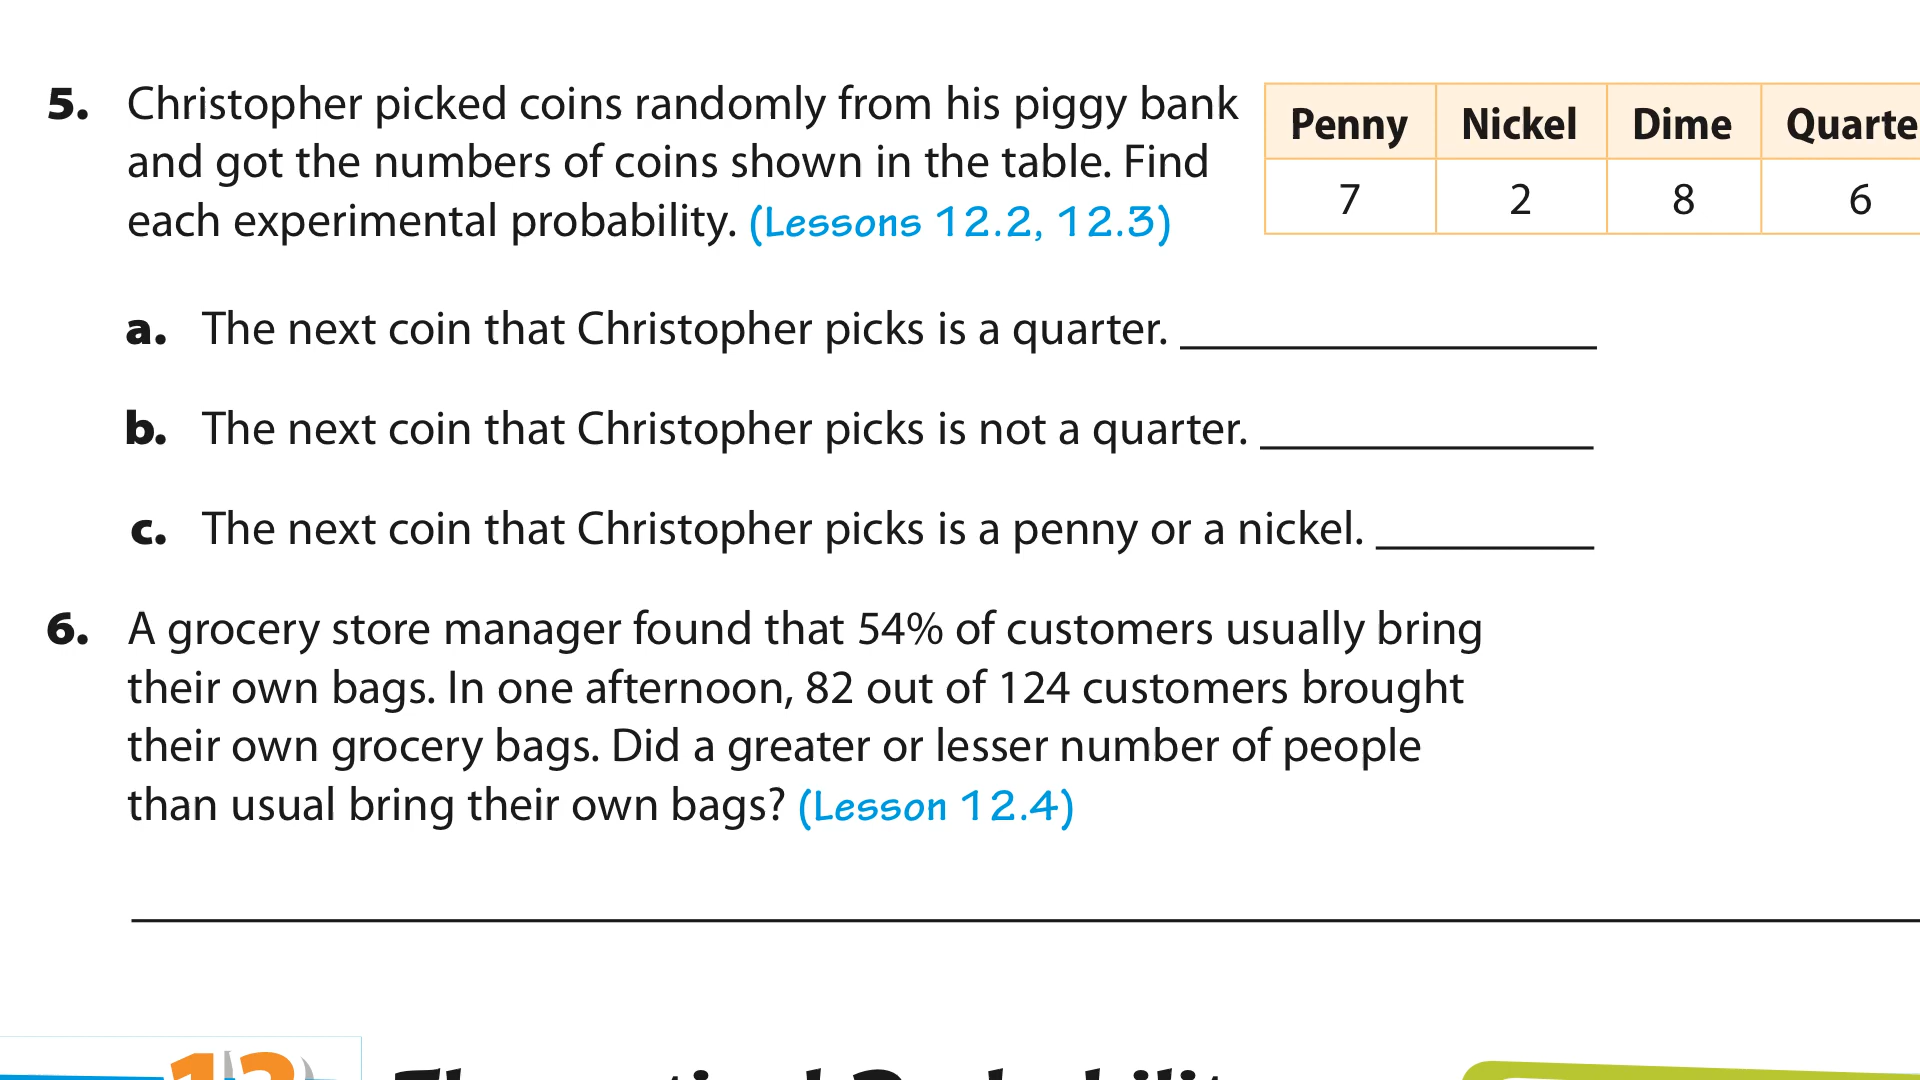 5. Christopher picked coins randomly from his piggy bank
and got the numbers of coins shown in the table. Find
each experimental probability. (Lessons 12.2, 12.3)
Penny Nickel Dime Quarte
7 2 8 6
a. The next coin that Christopher picks is a quarter.
b. The next coin that Christopher picks is not a quarter.
c. The next coin that Christopher picks is a penny or a nickel.
6. A grocery store manager found that 54% of customers usually bring
their own bags. In one afternoon, 82 out of 124 customers brought
their own grocery bags. Did a greater or lesser number of people
than usual bring their own bags? (Lesson 12.4)